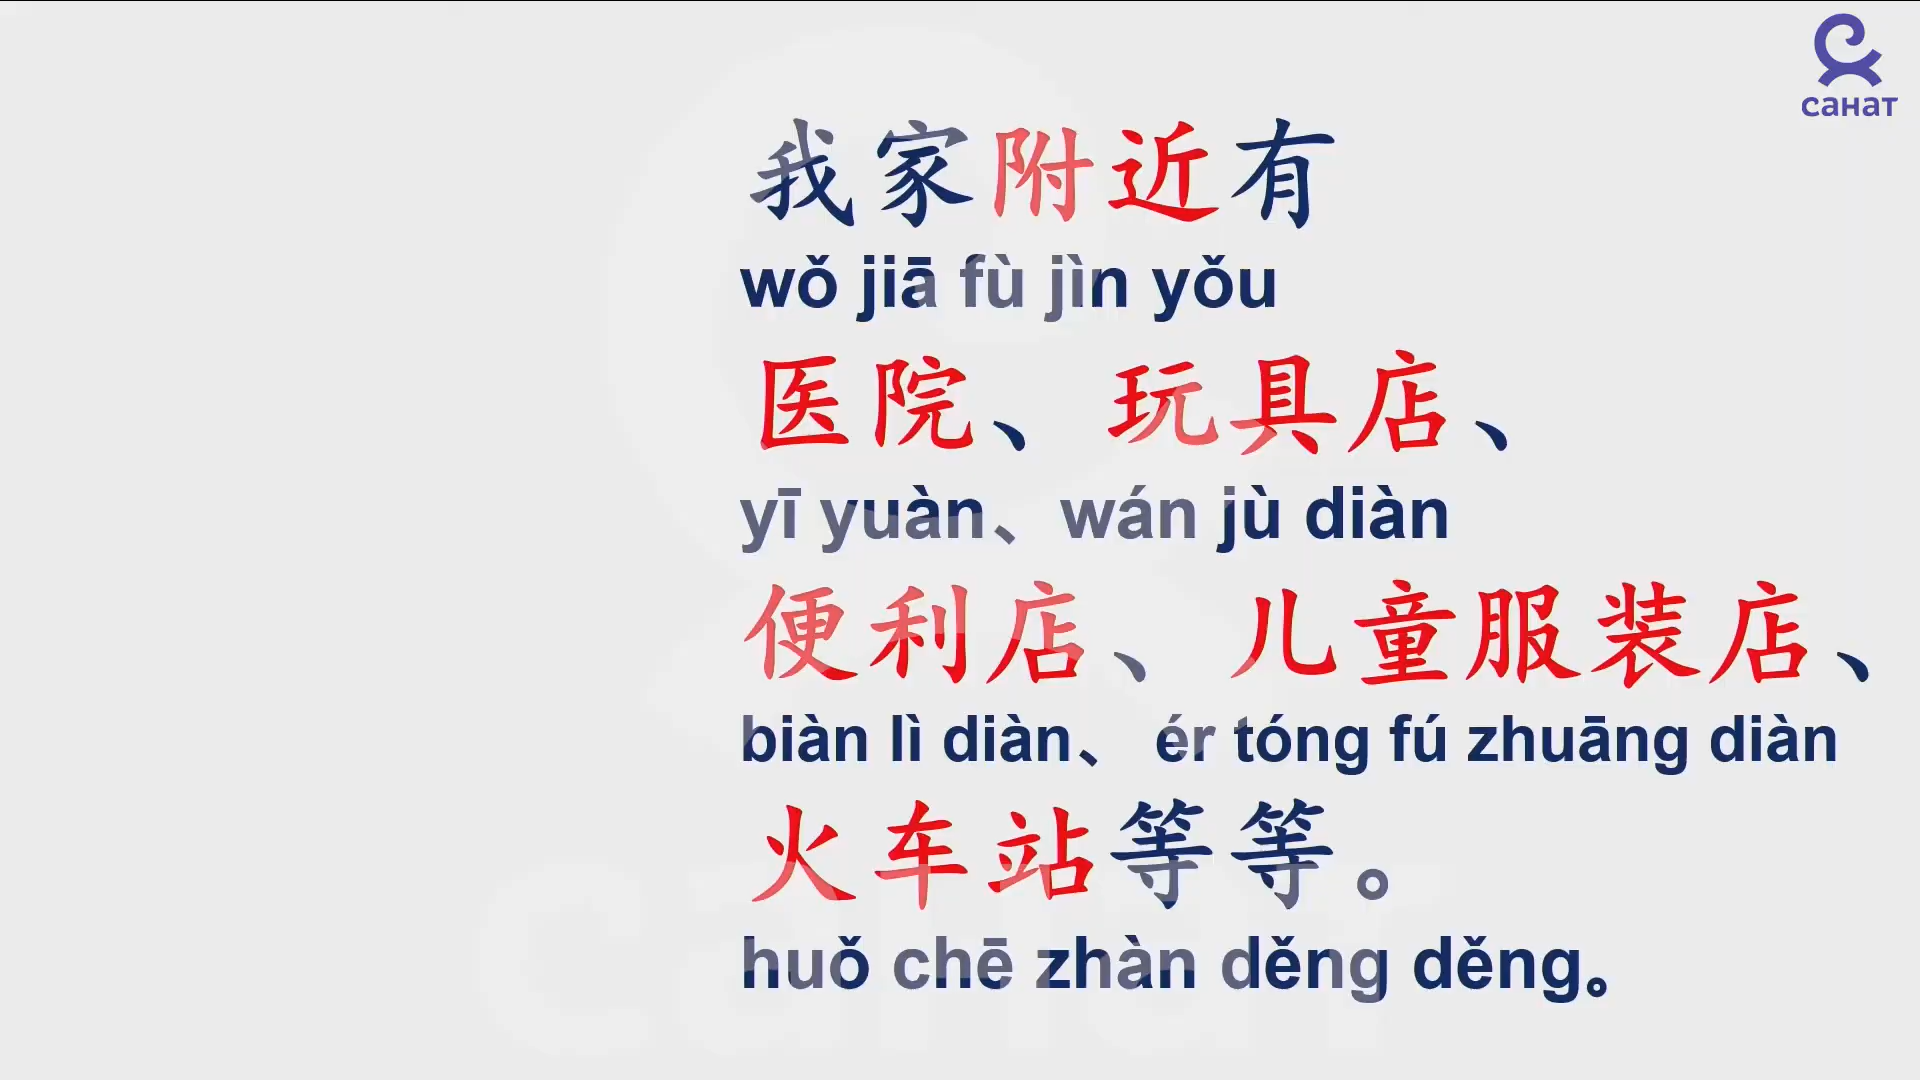 санат
我家附近有
wǒ jiā fù jìn yǒu
医院、玩具店、
yī yuàn、wán jù diàn
便利店、儿童服装店、
biàn lì diàn、 ér tóng fú zhuāng diàn
火车站等等。
huǒ chē zhàn děng děng。